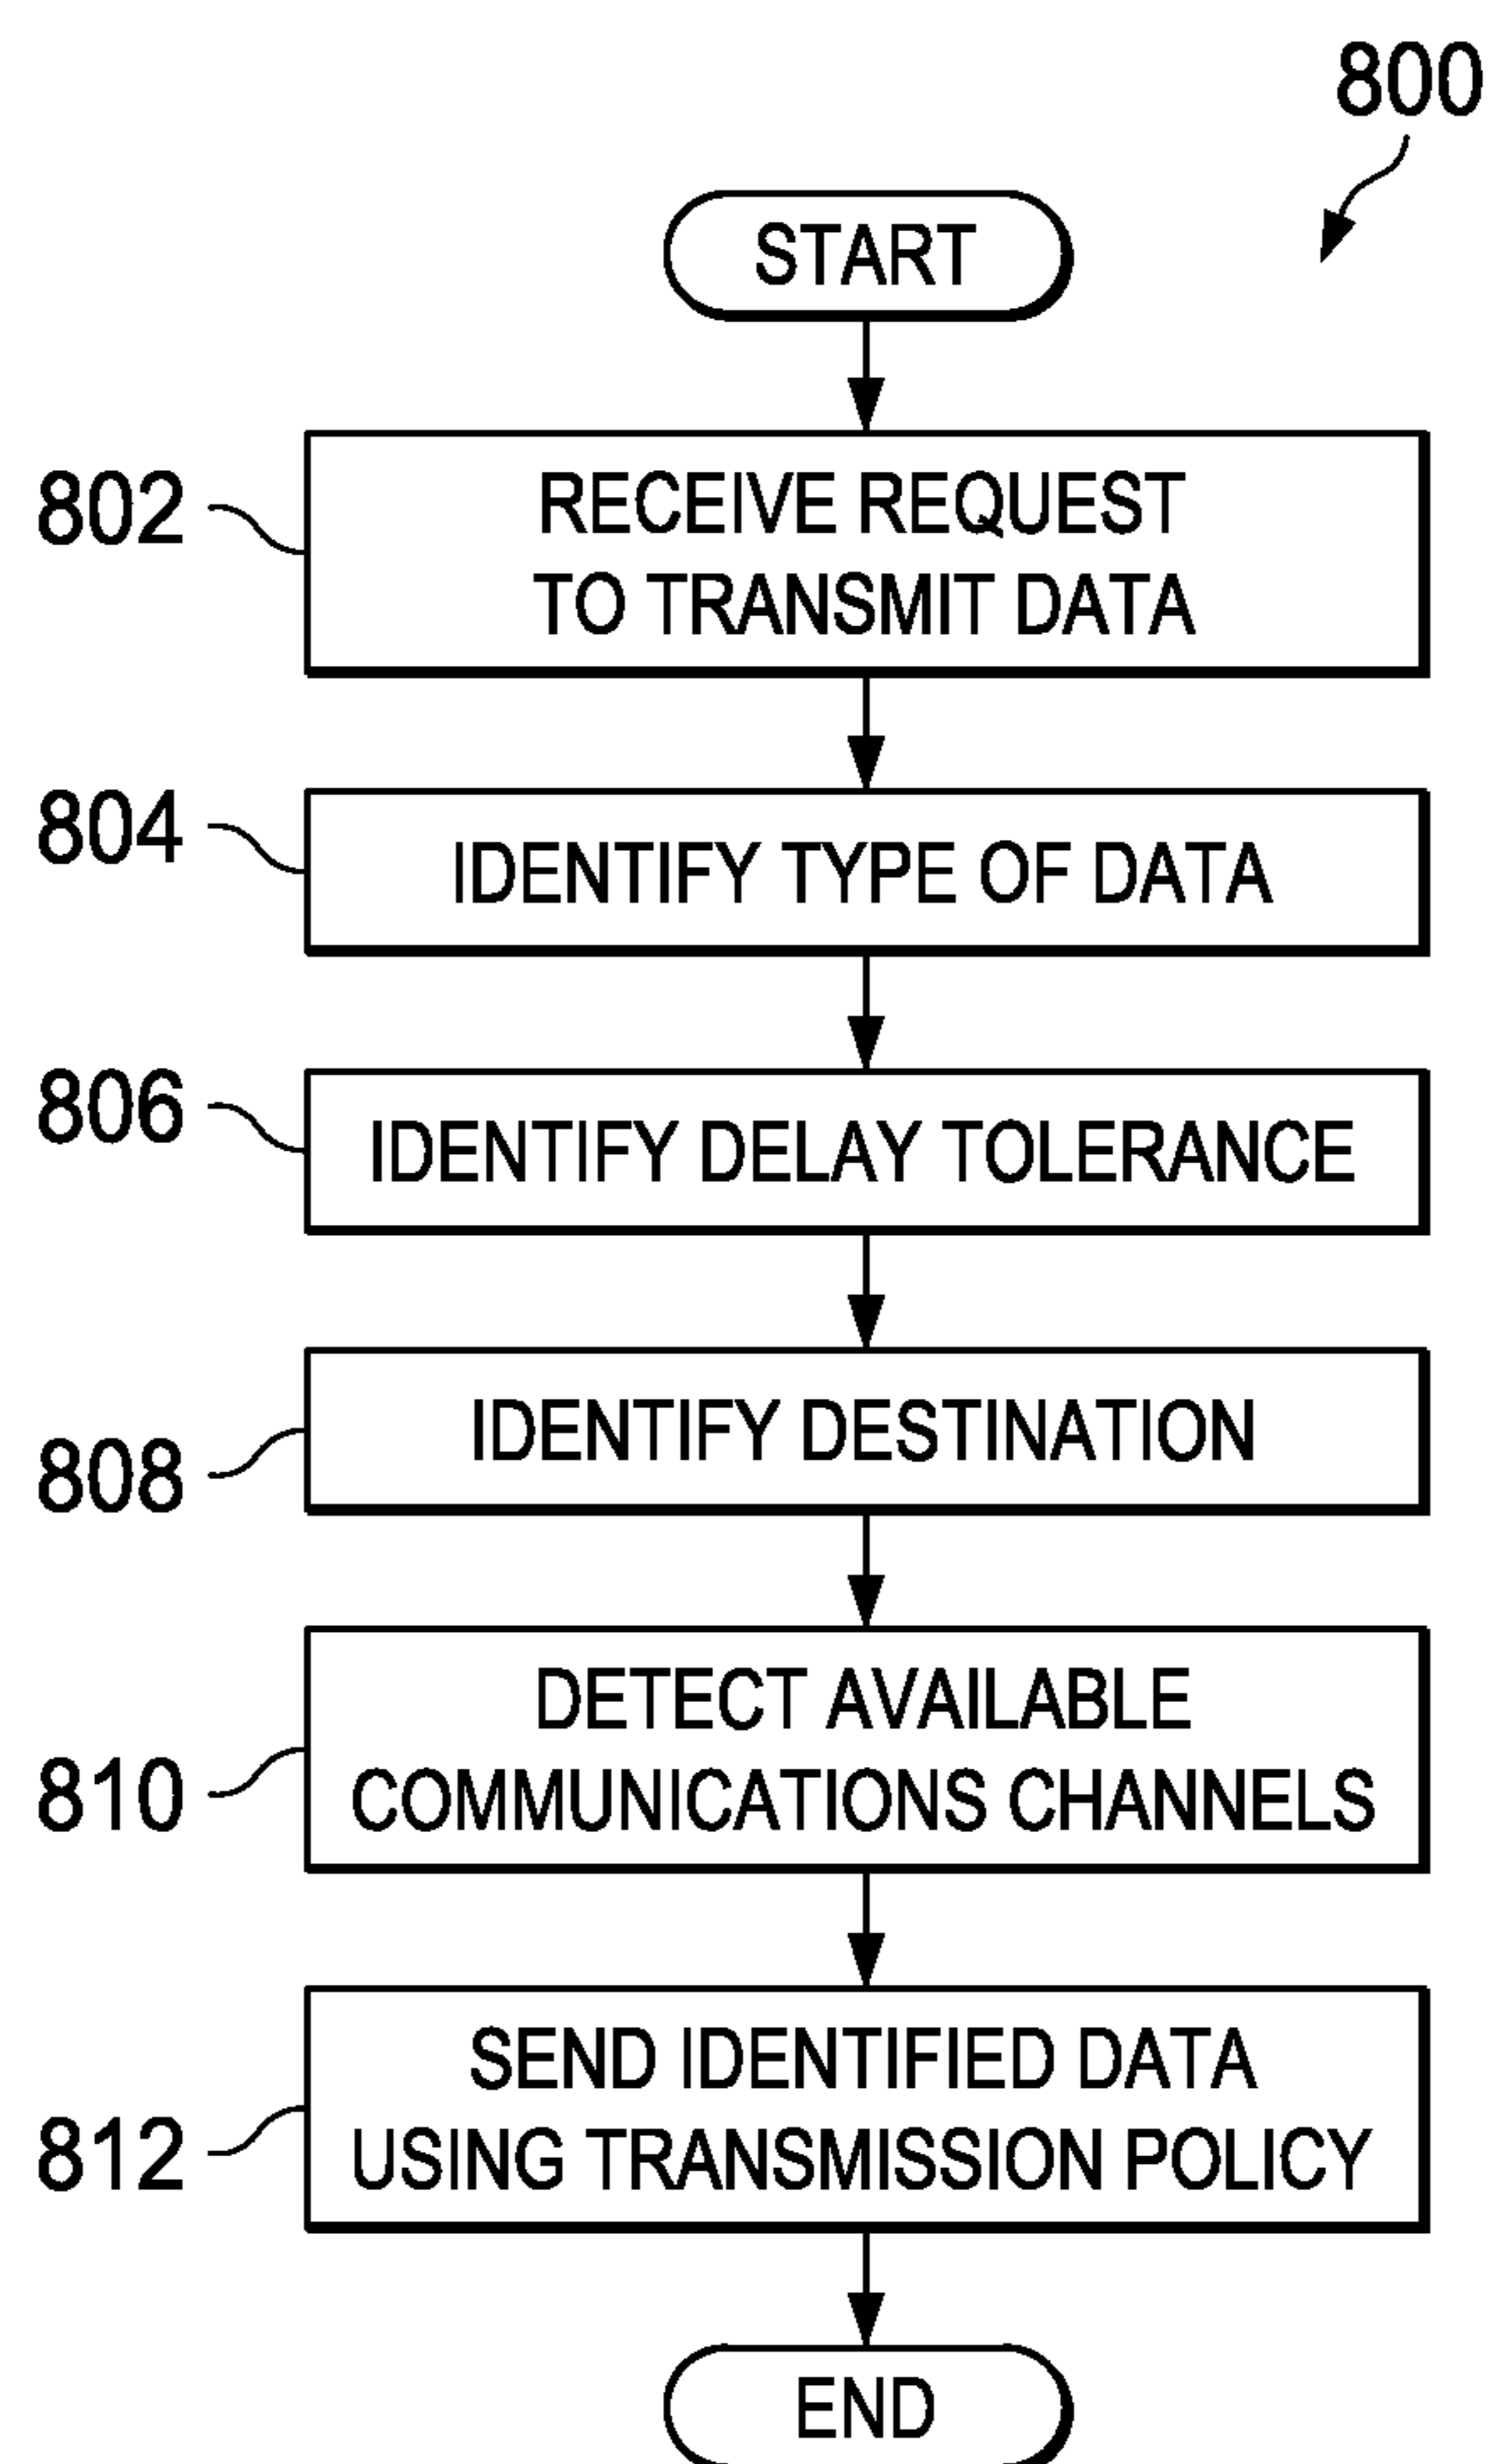 800
START
802
RECEIVE REQUEST
TO TRANSMIT DATA
804
IDENTIFY TYPE OF DATA
806
IDENTIFY DELAY TOLERANCE
808
IDENTIFY DESTINATION
810
DETECT AVAILABLE
COMMUNICATIONS CHANNELS
812
SEND IDENTIFIED DATA
USING TRANSMISSION POLICY
END